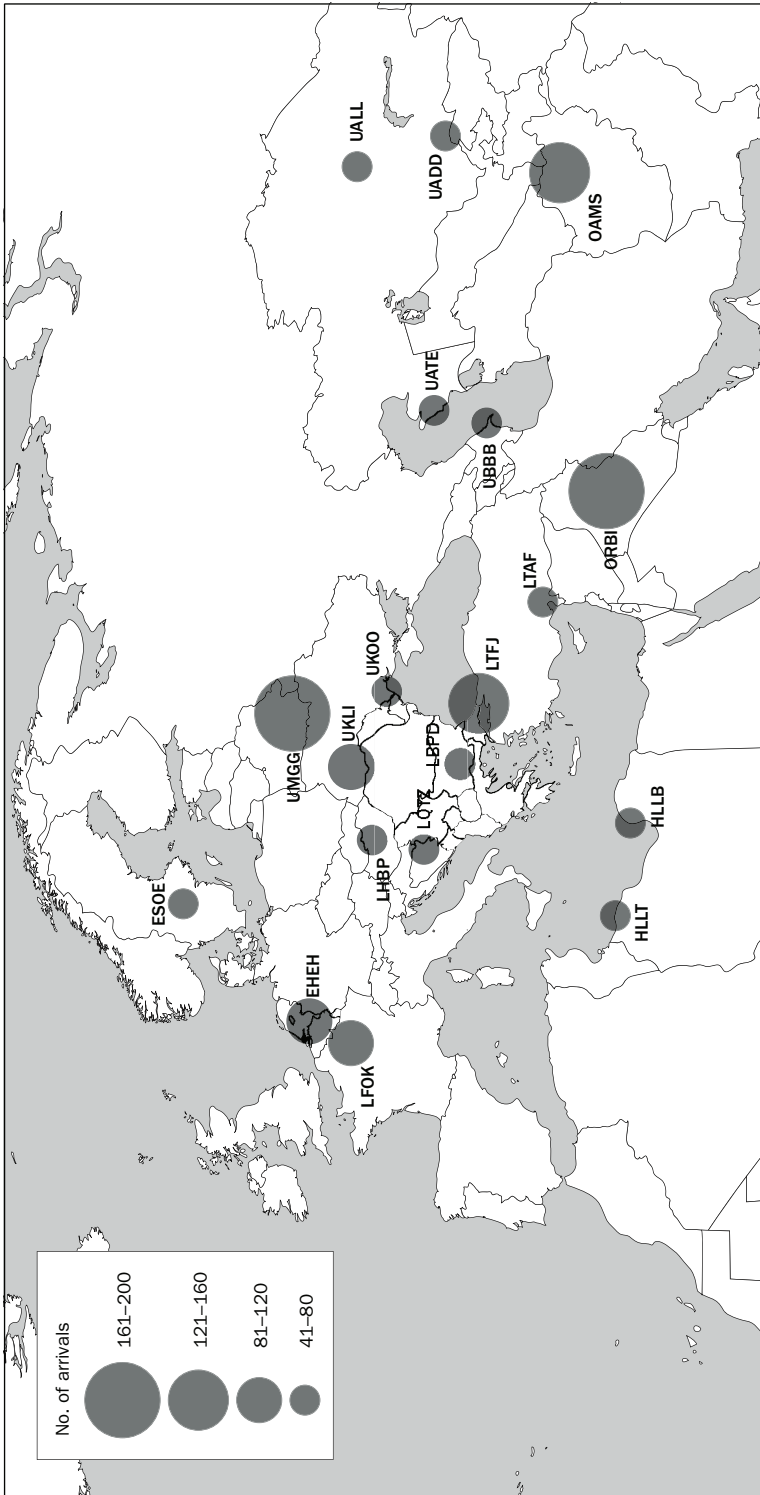 No. of arrivals
161–200
121–160
81–120
41–80
ESOE
UMGG
EHEH
UKLI
LFOK
LHBP
UKOO
LQTZ
LBPD
LTFJ
LTAF
HLLT
HLLB
ORBI
UATE
UBBB
UALL
UADD
OAMS